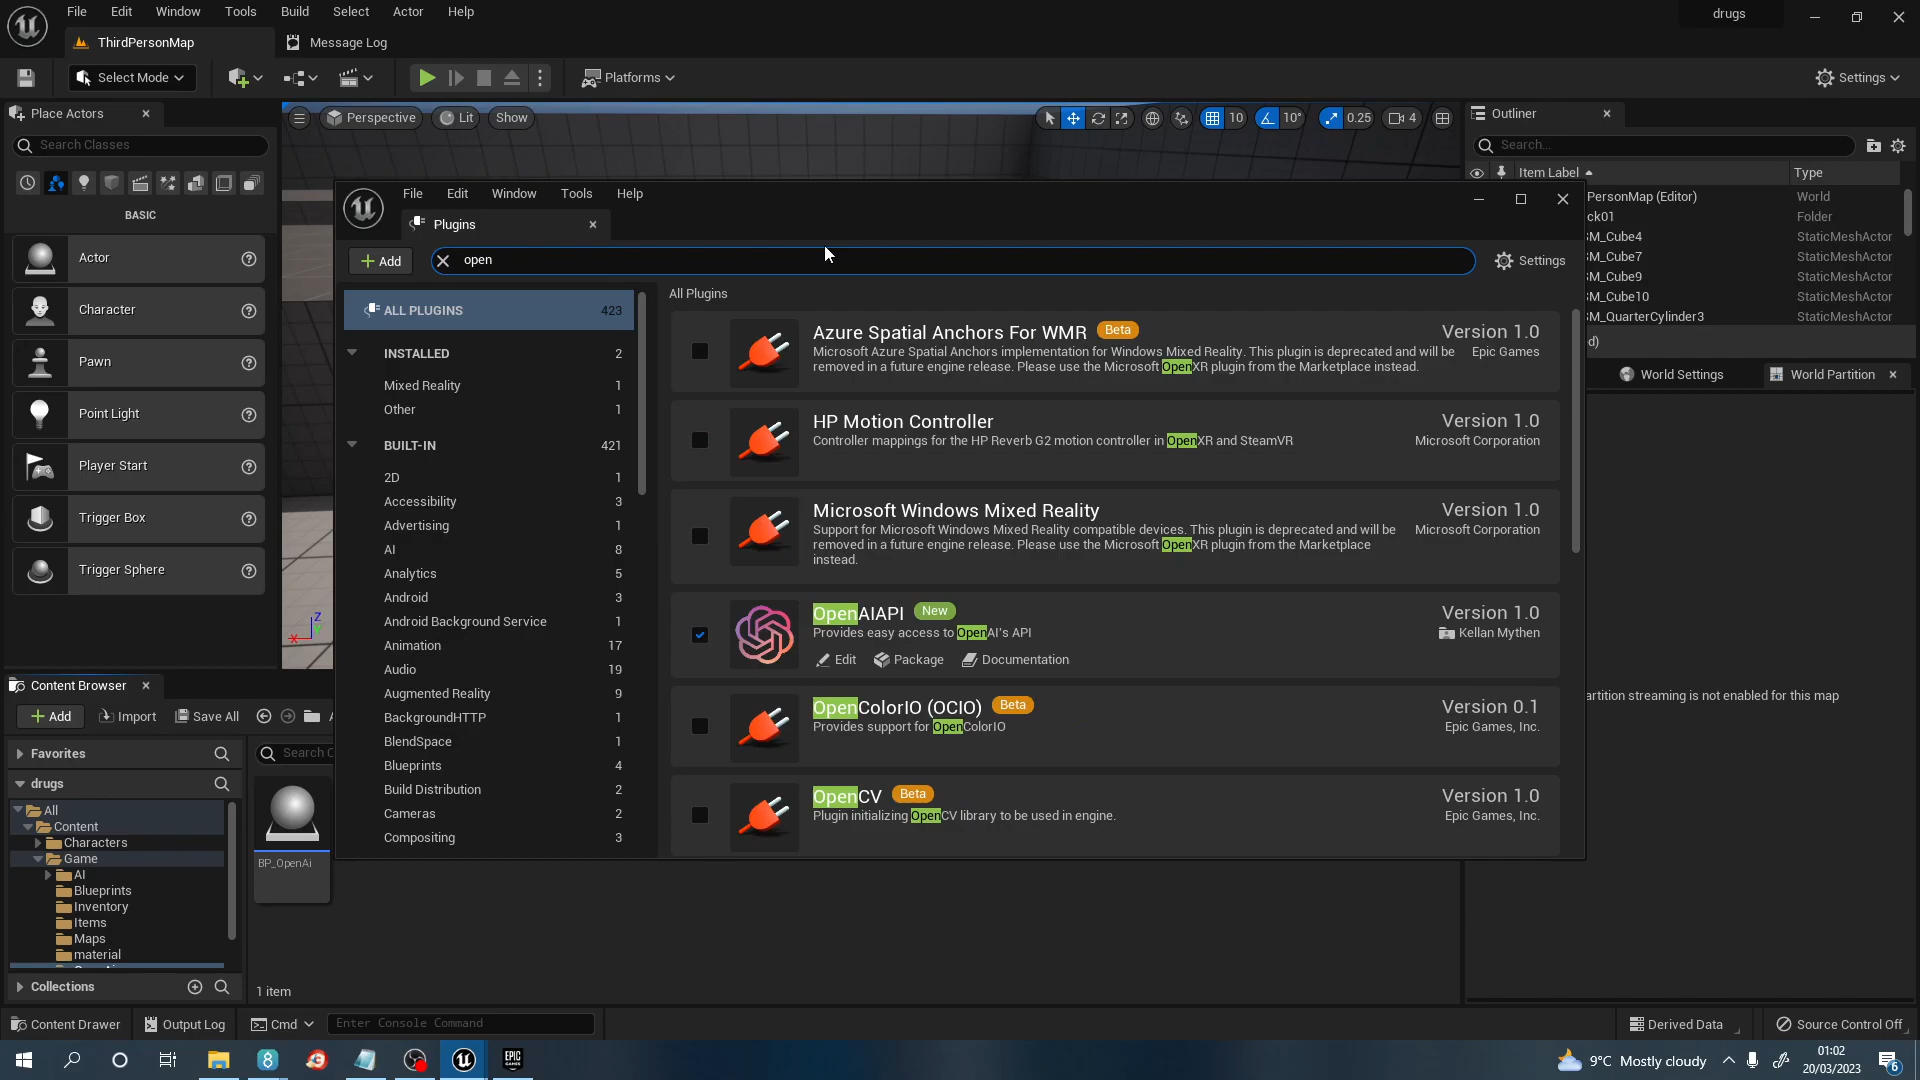 File Edit Window Tools Build Select Actor Help
drugs
ThirdPersonMap
Message Log
Select Mode
Platforms
Settings
Place Actors
Search Classes
BASIC
Actor
Character
Pawn
Point Light
Player Start
Trigger Box
Trigger Sphere
Perspective Lit Show
10 10° 0.25 4
Z
Y
X
Outliner
Search...
Item Label Type
PersonMap (Editor) World
ck01 Folder
SM_Cube4 StaticMeshActor
SM_Cube7 StaticMeshActor
SM_Cube9 StaticMeshActor
SM_Cube10 StaticMeshActor
SM_QuarterCylinder3 StaticMeshActor
d)
World Settings
World Partition
artition streaming is not enabled for this map
File Edit Window Tools Help
Plugins
Add
open
Settings
ALL PLUGINS 423
INSTALLED 2
Mixed Reality 1
Other 1
BUILT-IN 421
2D 1
Accessibility 3
Advertising 1
AI 8
Analytics 5
Android 3
Android Background Service 1
Animation 17
Audio 19
Augmented Reality 9
BackgroundHTTP 1
BlendSpace 1
Blueprints 4
Build Distribution 2
Cameras 2
Compositing 3
All Plugins
Azure Spatial Anchors For WMR Beta Version 1.0
Microsoft Azure Spatial Anchors implementation for Windows Mixed Reality. This plugin is deprecated and will be Epic Games
removed in a future engine release. Please use the Microsoft OpenXR plugin from the Marketplace instead.
HP Motion Controller Version 1.0
Controller mappings for the HP Reverb G2 motion controller in OpenXR and SteamVR Microsoft Corporation
Microsoft Windows Mixed Reality Version 1.0
Support for Microsoft Windows Mixed Reality compatible devices. This plugin is deprecated and will be Microsoft Corporation
removed in a future engine release. Please use the Microsoft OpenXR plugin from the Marketplace
instead.
OpenAIAPI New Version 1.0
Provides easy access to OpenAI's API Kellan Mythen
Edit Package Documentation
OpenColorIO (OCIO) Beta Version 0.1
Provides support for OpenColorIO Epic Games, Inc.
OpenCV Beta Version 1.0
Plugin initializing OpenCV library to be used in engine. Epic Games, Inc.
Content Browser
Add Import Save All A
Favorites
drugs
All
Content
Characters
Game
AI
Blueprints
Inventory
Items
Maps
material
Collections
Search C
BP_OpenAi
1 item
Content Drawer Output Log Cmd Enter Console Command
Derived Data Source Control Off
EPIC GAMES
9°C Mostly cloudy
01:02
20/03/2023
6